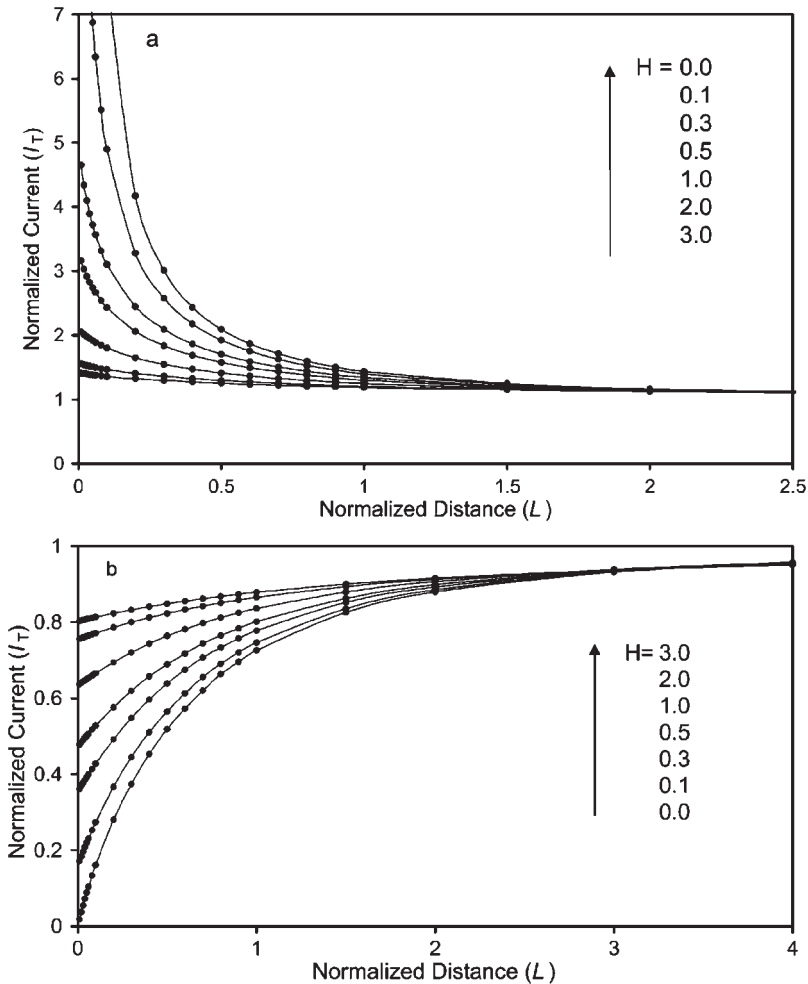 7
6
5
4
3
2
1
0
Normalized Current (I_T)
a
H = 0.0
0.1
0.3
0.5
1.0
2.0
3.0
0 0.5 1 1.5 2 2.5
Normalized Distance (L)
1
0.8
0.6
0.4
0.2
0
Normalized Current (I_T)
b
H= 3.0
2.0
1.0
0.5
0.3
0.1
0.0
0 1 2 3 4
Normalized Distance (L)